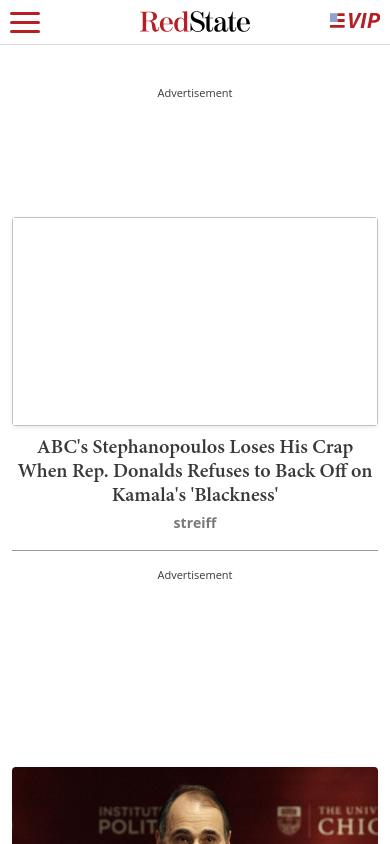 RedState
VIP
Advertisement
ABC's Stephanopoulos Loses His Crap
When Rep. Donalds Refuses to Back Off on
Kamala's 'Blackness'
streiff
Advertisement
INSTITUT
POLIT
THE UNIV
CHIC